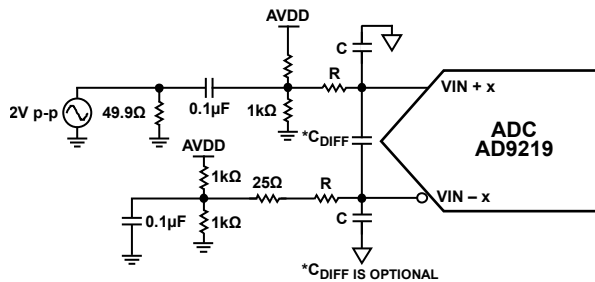 AVDD
C
R
2V p-p
49.9Ω
0.1µF
1kΩ
VIN + x
*CDIFF
ADC
AD9219
AVDD
1kΩ
25Ω
R
VIN – x
0.1µF
1kΩ
C
*CDIFF IS OPTIONAL